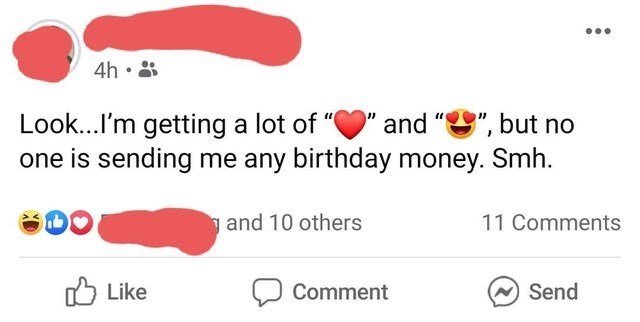 4h
Look...I'm getting a lot of "❤️" and "😍", but no
one is sending me any birthday money. Smh.
and 10 others
11 Comments
Like
Comment
Send